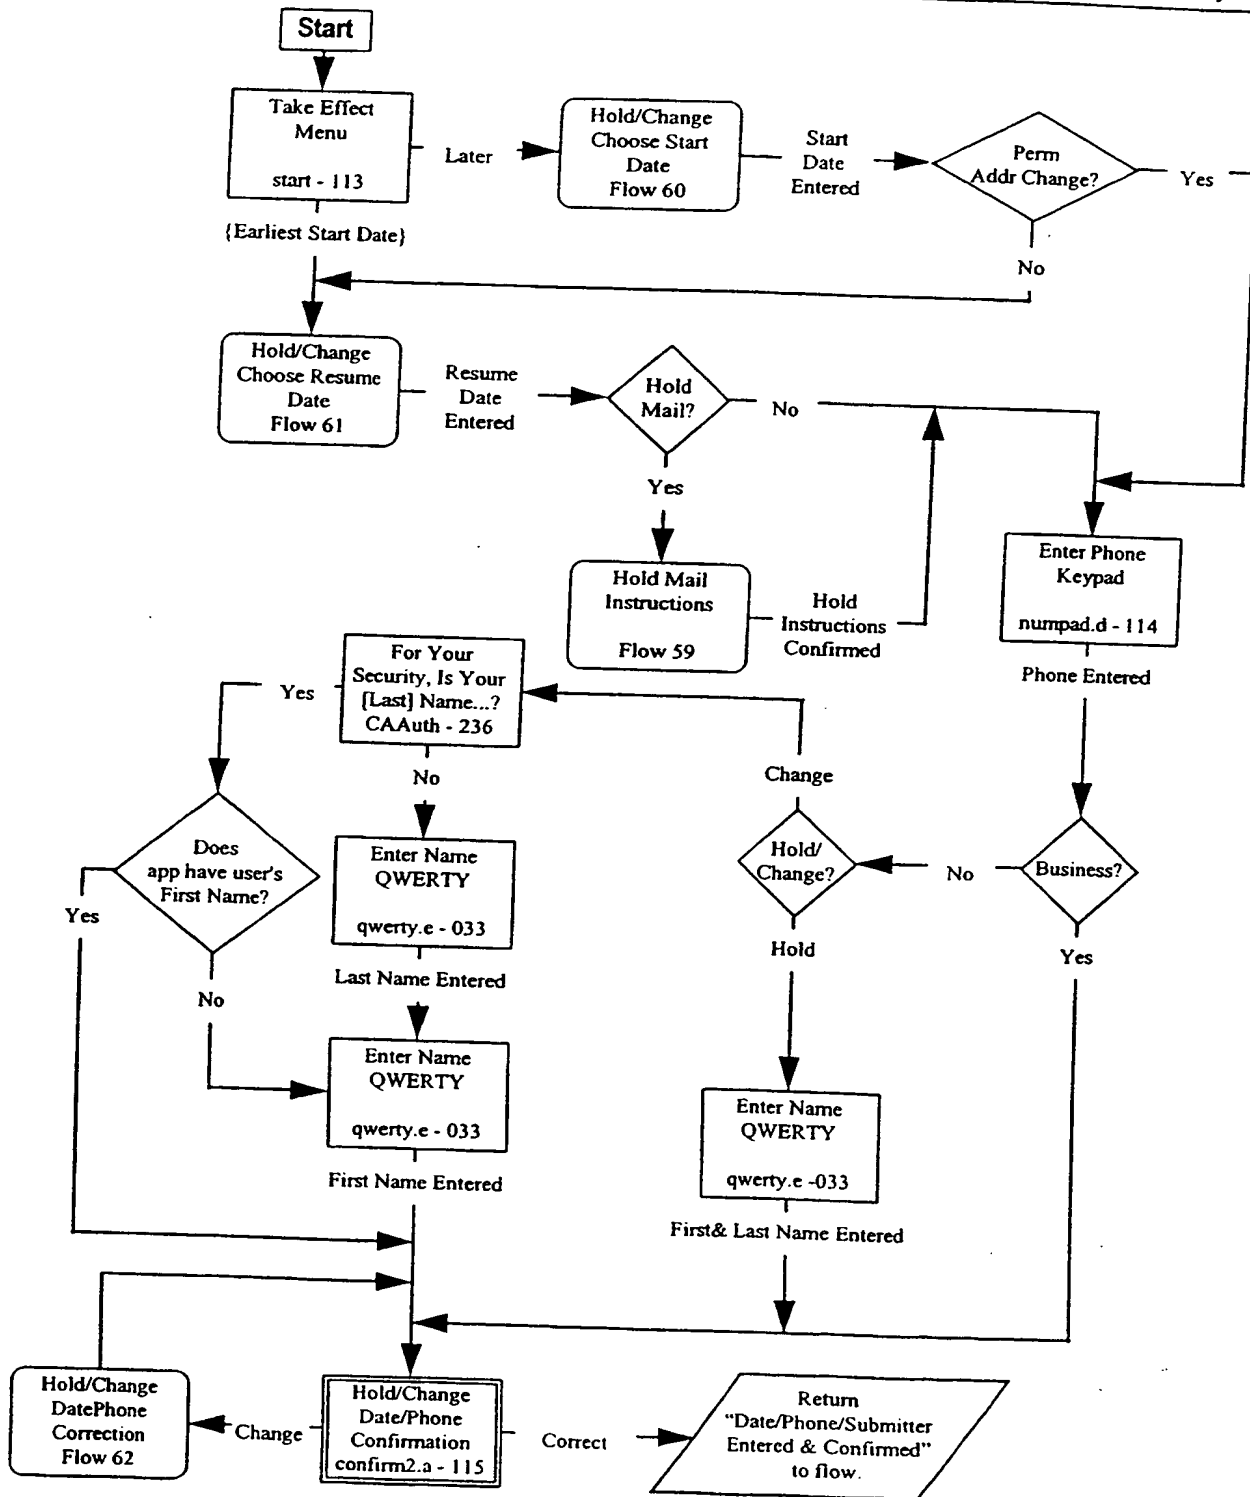 Start
Take Effect
Menu
start - 113
Later
Hold/Change
Choose Start
Date
Flow 60
Start
Date
Entered
Perm
Addr Change?
Yes
{Earliest Start Date}
No
Hold/Change
Choose Resume
Date
Flow 61
Resume
Date
Entered
Hold
Mail?
No
Yes
Enter Phone
Keypad
numpad.d - 114
Hold Mail
Instructions
Flow 59
Hold
Instructions
Confirmed
Phone Entered
For Your
Security, Is Your
[Last] Name...?
CAAuth - 236
Yes
No
Change
Does
app have user's
First Name?
Enter Name
QWERTY
qwerty.e - 033
Hold/
Change?
No
Business?
Yes
Last Name Entered
Hold
Yes
No
Enter Name
QWERTY
qwerty.e - 033
Enter Name
QWERTY
qwerty.e -033
First Name Entered
First& Last Name Entered
Hold/Change
DatePhone
Correction
Flow 62
Change
Hold/Change
Date/Phone
Confirmation
confirm2.a - 115
Correct
Return
"Date/Phone/Submitter
Entered & Confirmed"
to flow.